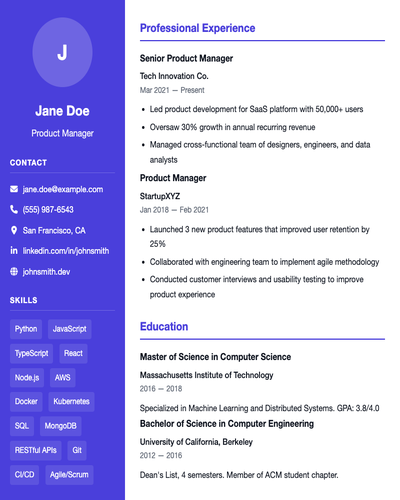 J
Jane Doe
Product Manager
CONTACT
jane.doe@example.com
(555) 987-6543
San Francisco, CA
linkedin.com/in/johnsmith
johnsmith.dev
SKILLS
Python JavaScript
TypeScript React
Node.js AWS
Docker Kubernetes
SQL MongoDB
RESTful APIs Git
CI/CD Agile/Scrum
Professional Experience
Senior Product Manager
Tech Innovation Co.
Mar 2021 — Present
• Led product development for SaaS platform with 50,000+ users
• Oversaw 30% growth in annual recurring revenue
• Managed cross-functional team of designers, engineers, and data
analysts
Product Manager
StartupXYZ
Jan 2018 — Feb 2021
• Launched 3 new product features that improved user retention by
25%
• Collaborated with engineering team to implement agile methodology
• Conducted customer interviews and usability testing to improve
product experience
Education
Master of Science in Computer Science
Massachusetts Institute of Technology
2016 — 2018
Specialized in Machine Learning and Distributed Systems. GPA: 3.8/4.0
Bachelor of Science in Computer Engineering
University of California, Berkeley
2012 — 2016
Dean's List, 4 semesters. Member of ACM student chapter.